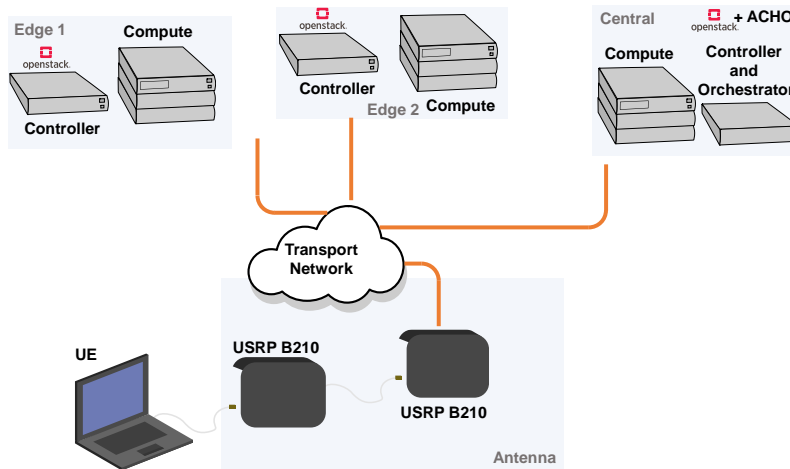 Edge 1
openstack.
Compute
Controller
openstack.
Controller
Edge 2
Compute
Central
openstack.
+ ACHO
Compute
Controller
and
Orchestrator
Transport
Network
UE
USRP B210
USRP B210
Antenna